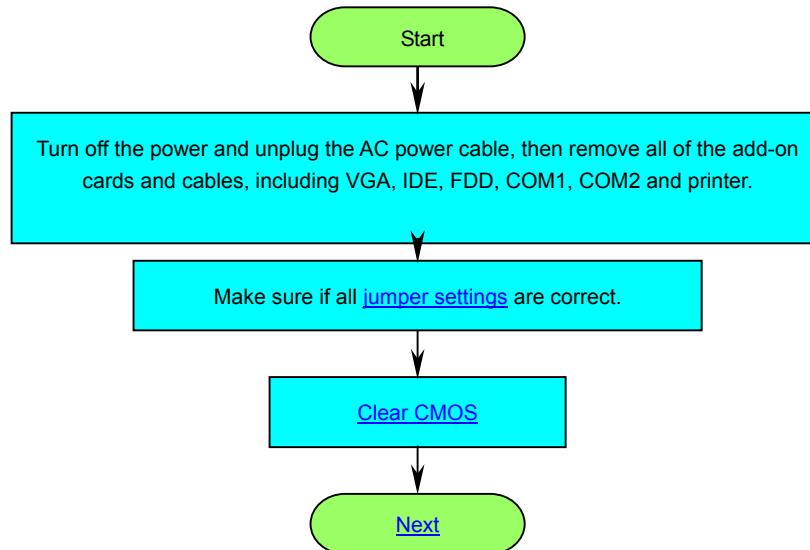 Start
Turn off the power and unplug the AC power cable, then remove all of the add-on
cards and cables, including VGA, IDE, FDD, COM1, COM2 and printer.
Make sure if all jumper settings are correct.
Clear CMOS
Next